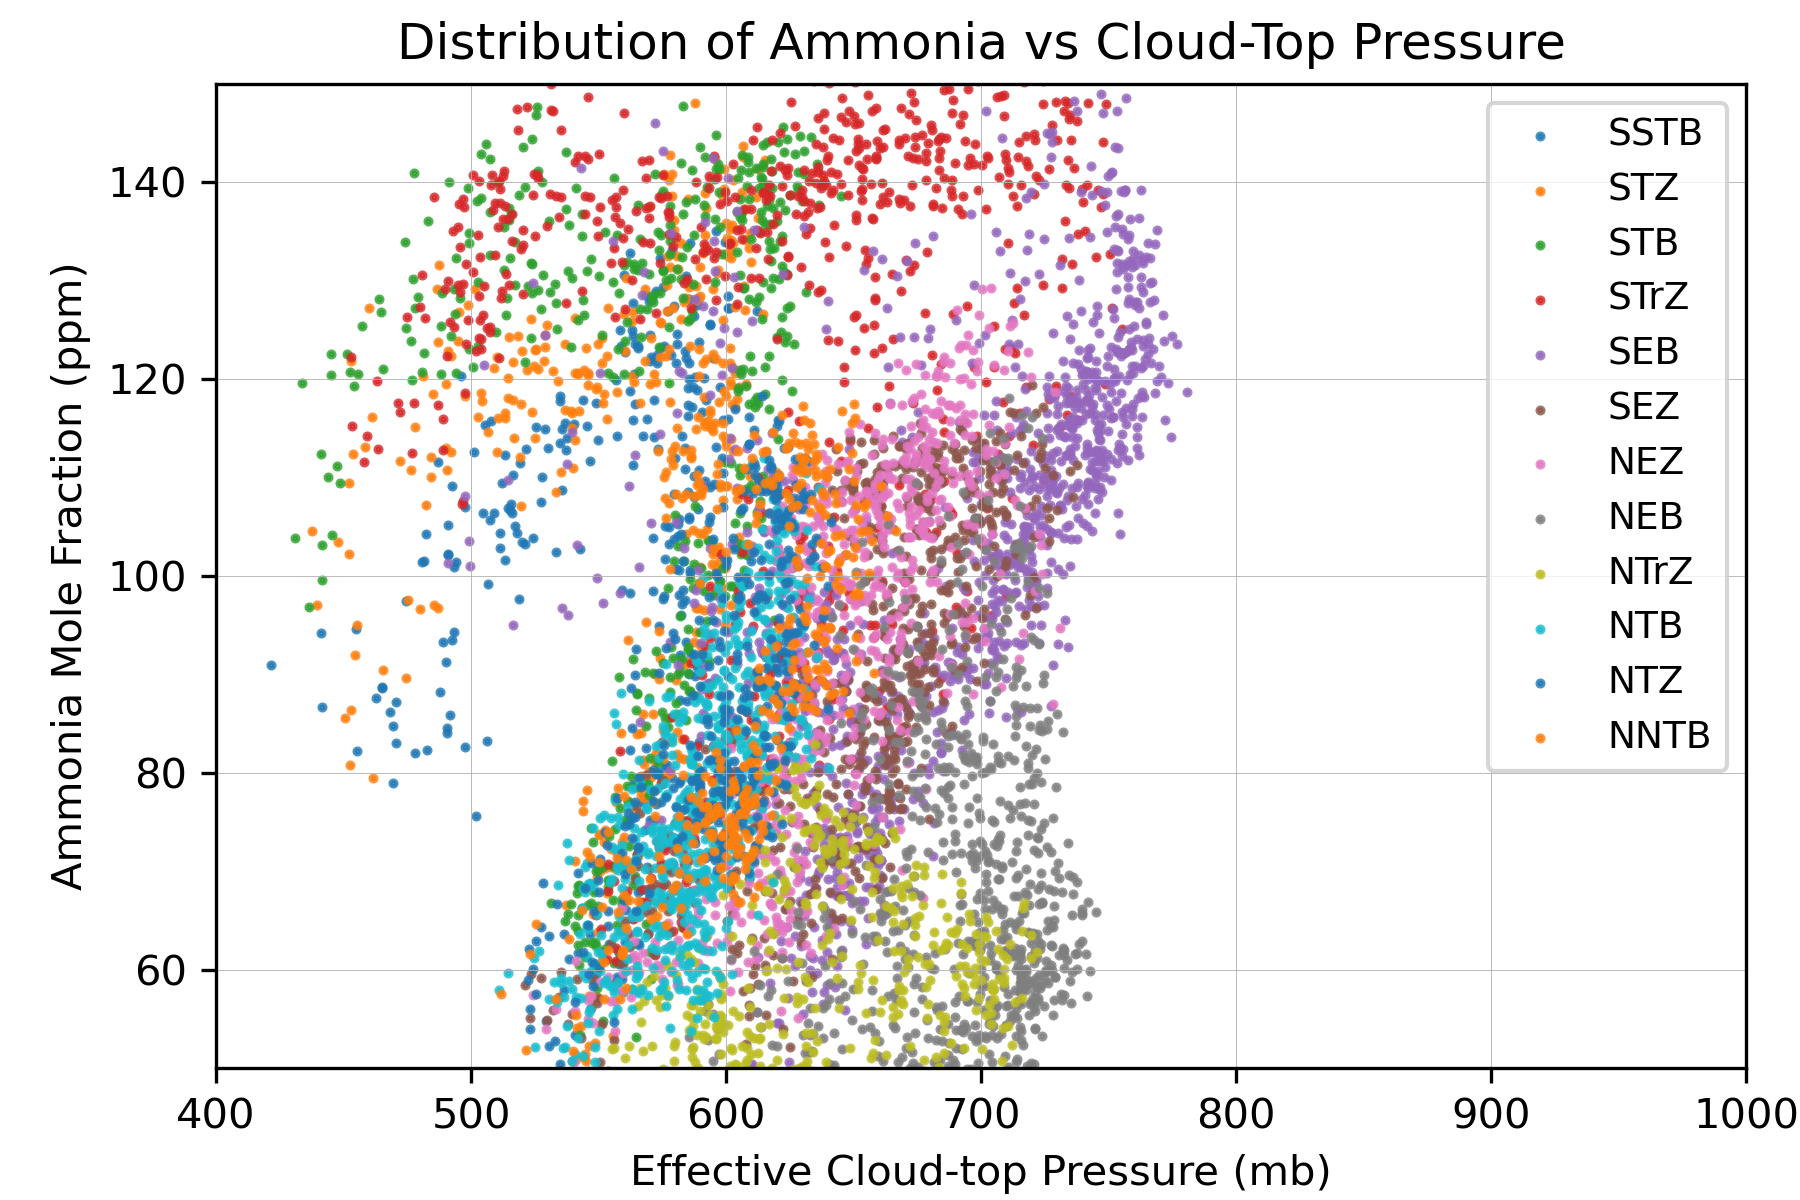 Distribution of Ammonia vs Cloud-Top Pressure
Ammonia Mole Fraction (ppm)
140
120
100
80
60
SSTB
STZ
STB
STrZ
SEB
SEZ
NEZ
NEB
NTrZ
NTB
NTZ
NNTB
400 500 600 700 800 900 1000
Effective Cloud-top Pressure (mb)